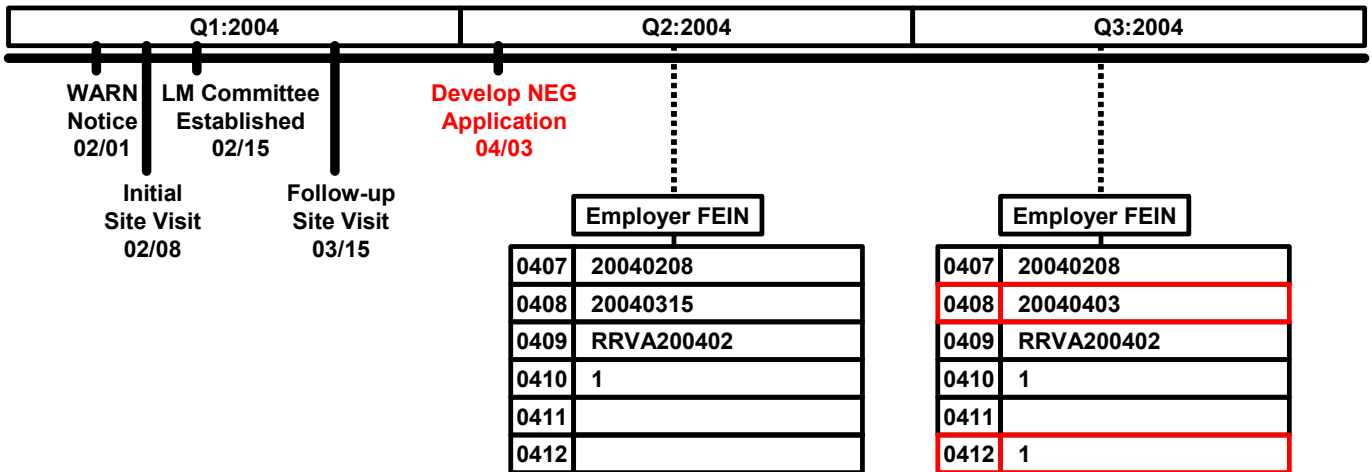 Q1:2004 Q2:2004 Q3:2004
WARN
Notice
02/01
LM Committee
Established
02/15
Develop NEG
Application
04/03
Initial
Site Visit
02/08
Follow-up
Site Visit
03/15
Employer FEIN
0407 20040208
0408 20040315
0409 RRVA200402
0410 1
0411
0412
Employer FEIN
0407 20040208
0408 20040403
0409 RRVA200402
0410 1
0411
0412 1